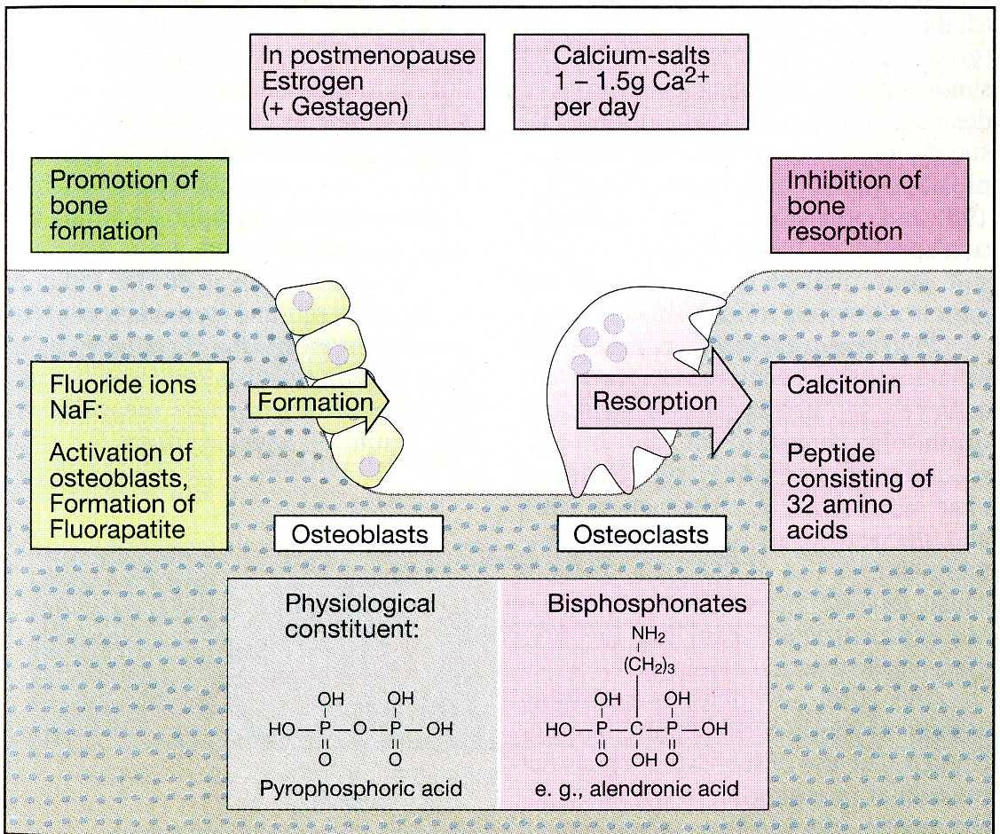 In postmenopause
Estrogen
(+ Gestagen)
Calcium-salts
1 – 1.5g Ca²⁺
per day
Promotion of
bone
formation
Inhibition of
bone
resorption
Fluoride ions
NaF:
Activation of
osteoblasts,
Formation of
Fluorapatite
Formation
Resorption
Calcitonin
Peptide
consisting of
32 amino
acids
Osteoblasts
Osteoclasts
Physiological
constituent:
OH OH
HO—P—O—P—OH
O O
Pyrophosphoric acid
Bisphosphonates
NH₂
(CH₂)₃
OH OH
HO—P—C—P—OH
O OH O
e. g., alendronic acid